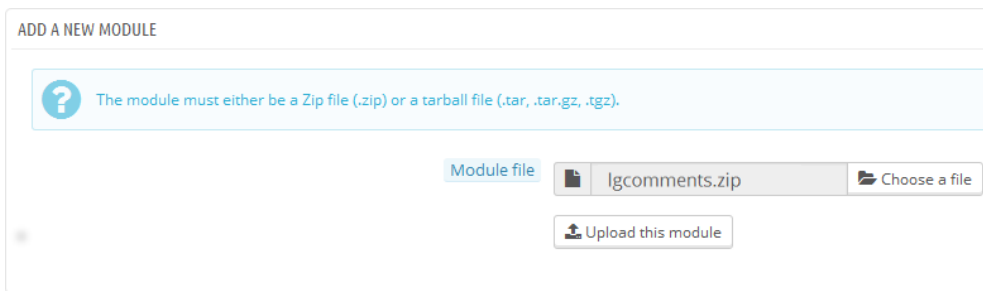 ADD A NEW MODULE
The module must either be a Zip file (.zip) or a tarball file (.tar, .tar.gz, .tgz).
Module file
lgcomments.zip
Choose a file
Upload this module